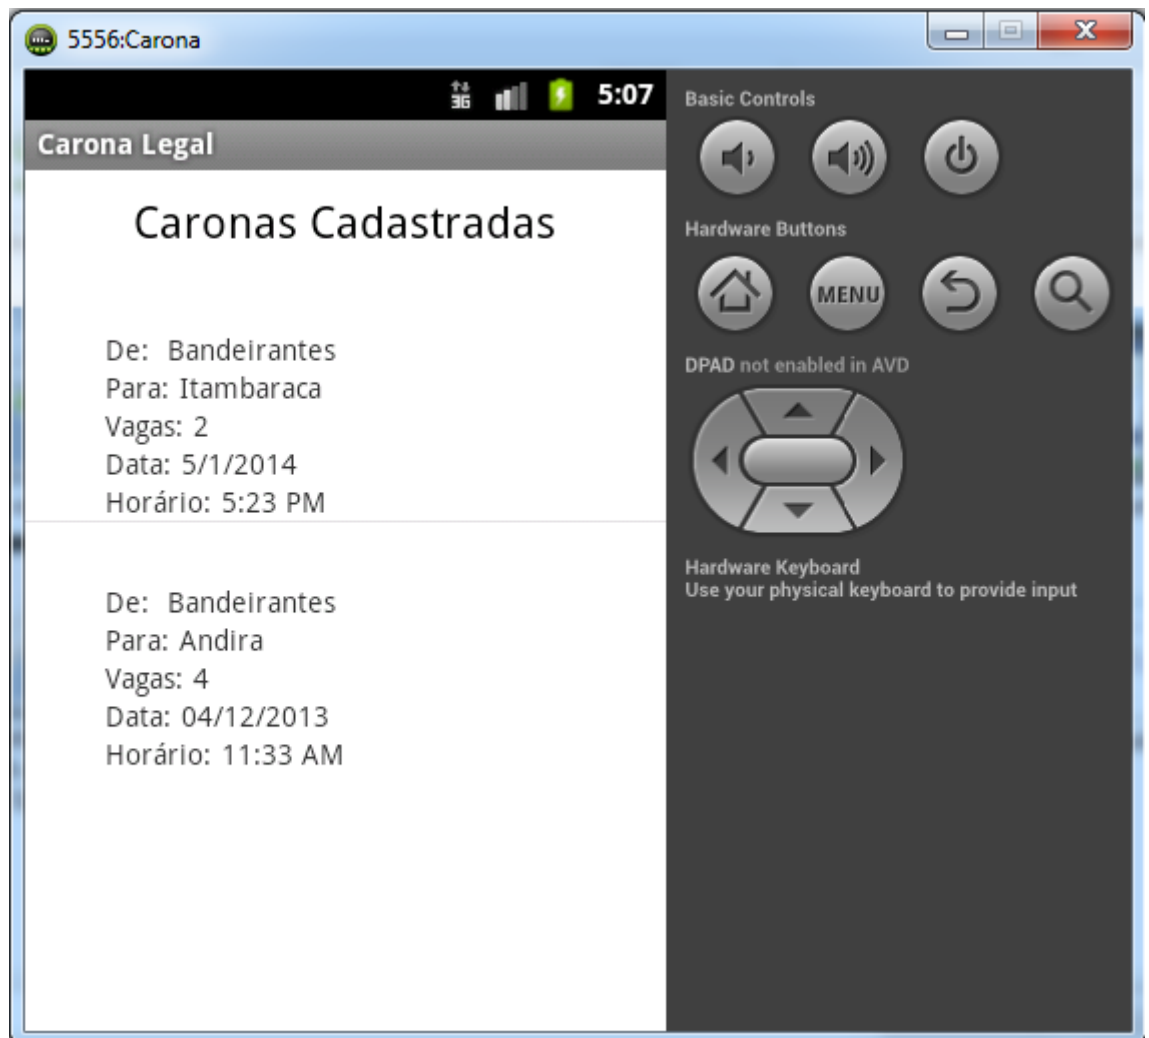 5556:Carona
3G 5:07
Carona Legal
Caronas Cadastradas
De: Bandeirantes
Para: Itambaraca
Vagas: 2
Data: 5/1/2014
Horário: 5:23 PM
De: Bandeirantes
Para: Andira
Vagas: 4
Data: 04/12/2013
Horário: 11:33 AM
Basic Controls
Hardware Buttons
MENU
DPAD not enabled in AVD
Hardware Keyboard
Use your physical keyboard to provide input